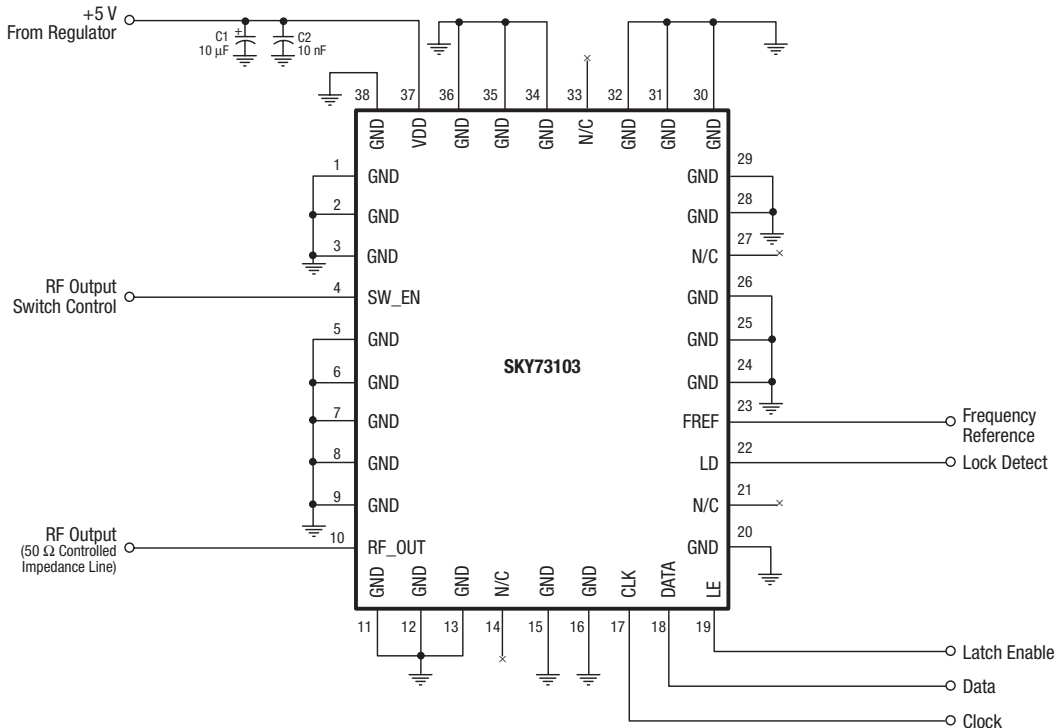 +5 V
From Regulator
C1
10 μF
+
C2
10 nF
38 37 36 35 34 33 32 31 30
GND VDD GND GND GND N/C GND GND GND
1 GND
2 GND
3 GND
RF Output
Switch Control
4 SW_EN
5 GND
6 GND
7 GND
8 GND
9 GND
RF Output
(50 Ω Controlled
Impedance Line)
10 RF_OUT
SKY73103
29
GND
28
GND
27
N/C
26
GND
25
GND
24
GND
23
FREF
Frequency
Reference
22
LD
Lock Detect
21
N/C
20
GND
GND GND GND N/C GND GND CLK DATA LE
11 12 13 14 15 16 17 18 19
Latch Enable
Data
Clock